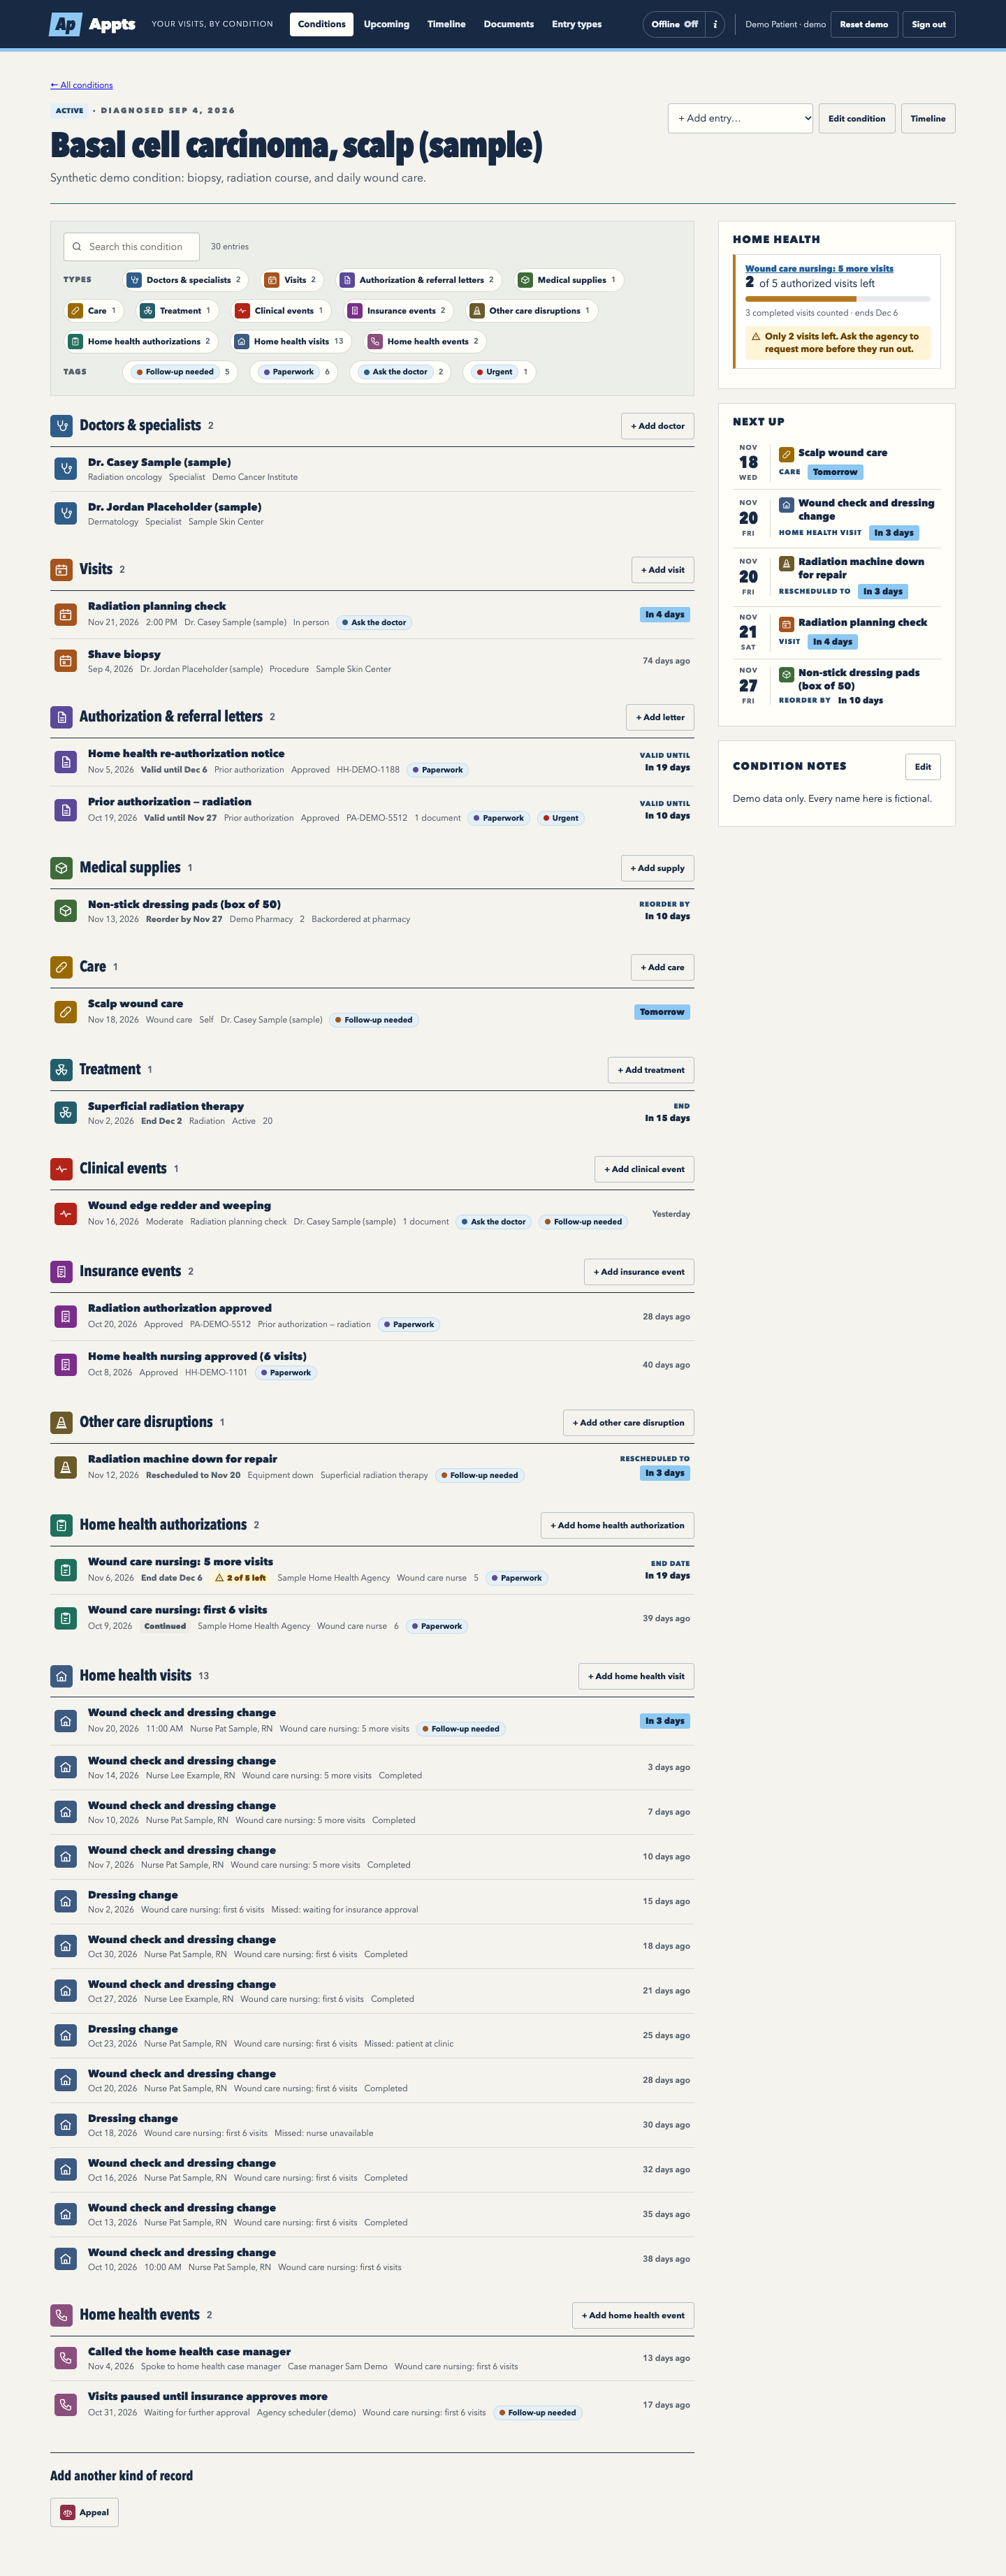 Ap Appts YOUR VISITS, BY CONDITION Conditions Upcoming Timeline Documents Entry types Offline Off i Demo Patient · demo Reset demo Sign out
← All conditions
ACTIVE · DIAGNOSED SEP 4, 2026
+ Add entry... Edit condition Timeline
Basal cell carcinoma, scalp (sample)
Synthetic demo condition: biopsy, radiation course, and daily wound care.
Search this condition 30 entries
TYPES Doctors & specialists 2 Visits 2 Authorization & referral letters 2 Medical supplies 1
Care 1 Treatment 1 Clinical events 1 Insurance events 2 Other care disruptions 1
Home health authorizations 2 Home health visits 13 Home health events 2
TAGS Follow-up needed 5 Paperwork 6 Ask the doctor 2 Urgent 1
Doctors & specialists 2 + Add doctor
Dr. Casey Sample (sample)
Radiation oncology Specialist Demo Cancer Institute
Dr. Jordan Placeholder (sample)
Dermatology Specialist Sample Skin Center
Visits 2 + Add visit
Radiation planning check
Nov 21, 2026 2:00 PM Dr. Casey Sample (sample) In person Ask the doctor In 4 days
Shave biopsy
Sep 4, 2026 Dr. Jordan Placeholder (sample) Procedure Sample Skin Center 74 days ago
Authorization & referral letters 2 + Add letter
Home health re-authorization notice
Nov 5, 2026 Valid until Dec 6 Prior authorization Approved HH-DEMO-1188 Paperwork
VALID UNTIL
In 19 days
Prior authorization – radiation
Oct 19, 2026 Valid until Nov 27 Prior authorization Approved PA-DEMO-5512 1 document Paperwork Urgent
VALID UNTIL
In 10 days
Medical supplies 1 + Add supply
Non-stick dressing pads (box of 50)
Nov 13, 2026 Reorder by Nov 27 Demo Pharmacy 2 Backordered at pharmacy
REORDER BY
In 10 days
Care 1 + Add care
Scalp wound care
Nov 18, 2026 Wound care Self Dr. Casey Sample (sample) Follow-up needed Tomorrow
Treatment 1 + Add treatment
Superficial radiation therapy
Nov 2, 2026 End Dec 2 Radiation Active 20
END
In 15 days
Clinical events 1 + Add clinical event
Wound edge redder and weeping
Nov 16, 2026 Moderate Radiation planning check Dr. Casey Sample (sample) 1 document Ask the doctor Follow-up needed Yesterday
Insurance events 2 + Add insurance event
Radiation authorization approved
Oct 20, 2026 Approved PA-DEMO-5512 Prior authorization – radiation Paperwork 28 days ago
Home health nursing approved (6 visits)
Oct 8, 2026 Approved HH-DEMO-1101 Paperwork 40 days ago
Other care disruptions 1 + Add other care disruption
Radiation machine down for repair
Nov 12, 2026 Rescheduled to Nov 20 Equipment down Superficial radiation therapy Follow-up needed
RESCHEDULED TO
In 3 days
Home health authorizations 2 + Add home health authorization
Wound care nursing: 5 more visits
Nov 6, 2026 End date Dec 6 2 of 5 left Sample Home Health Agency Wound care nurse 5 Paperwork
END DATE
In 19 days
Wound care nursing: first 6 visits
Oct 9, 2026 Continued Sample Home Health Agency Wound care nurse 6 Paperwork 39 days ago
Home health visits 13 + Add home health visit
Wound check and dressing change
Nov 20, 2026 11:00 AM Nurse Pat Sample, RN Wound care nursing: 5 more visits Follow-up needed In 3 days
Wound check and dressing change
Nov 14, 2026 Nurse Lee Example, RN Wound care nursing: 5 more visits Completed 3 days ago
Wound check and dressing change
Nov 10, 2026 Nurse Pat Sample, RN Wound care nursing: 5 more visits Completed 7 days ago
Wound check and dressing change
Nov 7, 2026 Nurse Pat Sample, RN Wound care nursing: 5 more visits Completed 10 days ago
Dressing change
Nov 2, 2026 Wound care nursing: first 6 visits Missed: waiting for insurance approval 15 days ago
Wound check and dressing change
Oct 30, 2026 Nurse Pat Sample, RN Wound care nursing: first 6 visits Completed 18 days ago
Wound check and dressing change
Oct 27, 2026 Nurse Lee Example, RN Wound care nursing: first 6 visits Completed 21 days ago
Dressing change
Oct 23, 2026 Nurse Pat Sample, RN Wound care nursing: first 6 visits Missed: patient at clinic 25 days ago
Wound check and dressing change
Oct 20, 2026 Nurse Pat Sample, RN Wound care nursing: first 6 visits Completed 28 days ago
Dressing change
Oct 18, 2026 Wound care nursing: first 6 visits Missed: nurse unavailable 30 days ago
Wound check and dressing change
Oct 16, 2026 Nurse Pat Sample, RN Wound care nursing: first 6 visits Completed 32 days ago
Wound check and dressing change
Oct 13, 2026 Nurse Pat Sample, RN Wound care nursing: first 6 visits Completed 35 days ago
Wound check and dressing change
Oct 10, 2026 10:00 AM Nurse Pat Sample, RN Wound care nursing: first 6 visits 38 days ago
Home health events 2 + Add home health event
Called the home health case manager
Nov 4, 2026 Spoke to home health case manager Case manager Sam Demo Wound care nursing: first 6 visits 13 days ago
Visits paused until insurance approves more
Oct 31, 2026 Waiting for further approval Agency scheduler (demo) Wound care nursing: first 6 visits Follow-up needed 17 days ago
Add another kind of record
Appeal
HOME HEALTH
Wound care nursing: 5 more visits
2 of 5 authorized visits left
3 completed visits counted · ends Dec 6
Only 2 visits left. Ask the agency to
request more before they run out.
NEXT UP
NOV
18
WED
Scalp wound care
CARE Tomorrow
NOV
20
FRI
Wound check and dressing
change
HOME HEALTH VISIT In 3 days
NOV
20
FRI
Radiation machine down
for repair
RESCHEDULED TO In 3 days
NOV
21
SAT
Radiation planning check
VISIT In 4 days
NOV
27
FRI
Non-stick dressing pads
(box of 50)
REORDER BY In 10 days
CONDITION NOTES Edit
Demo data only. Every name here is fictional.